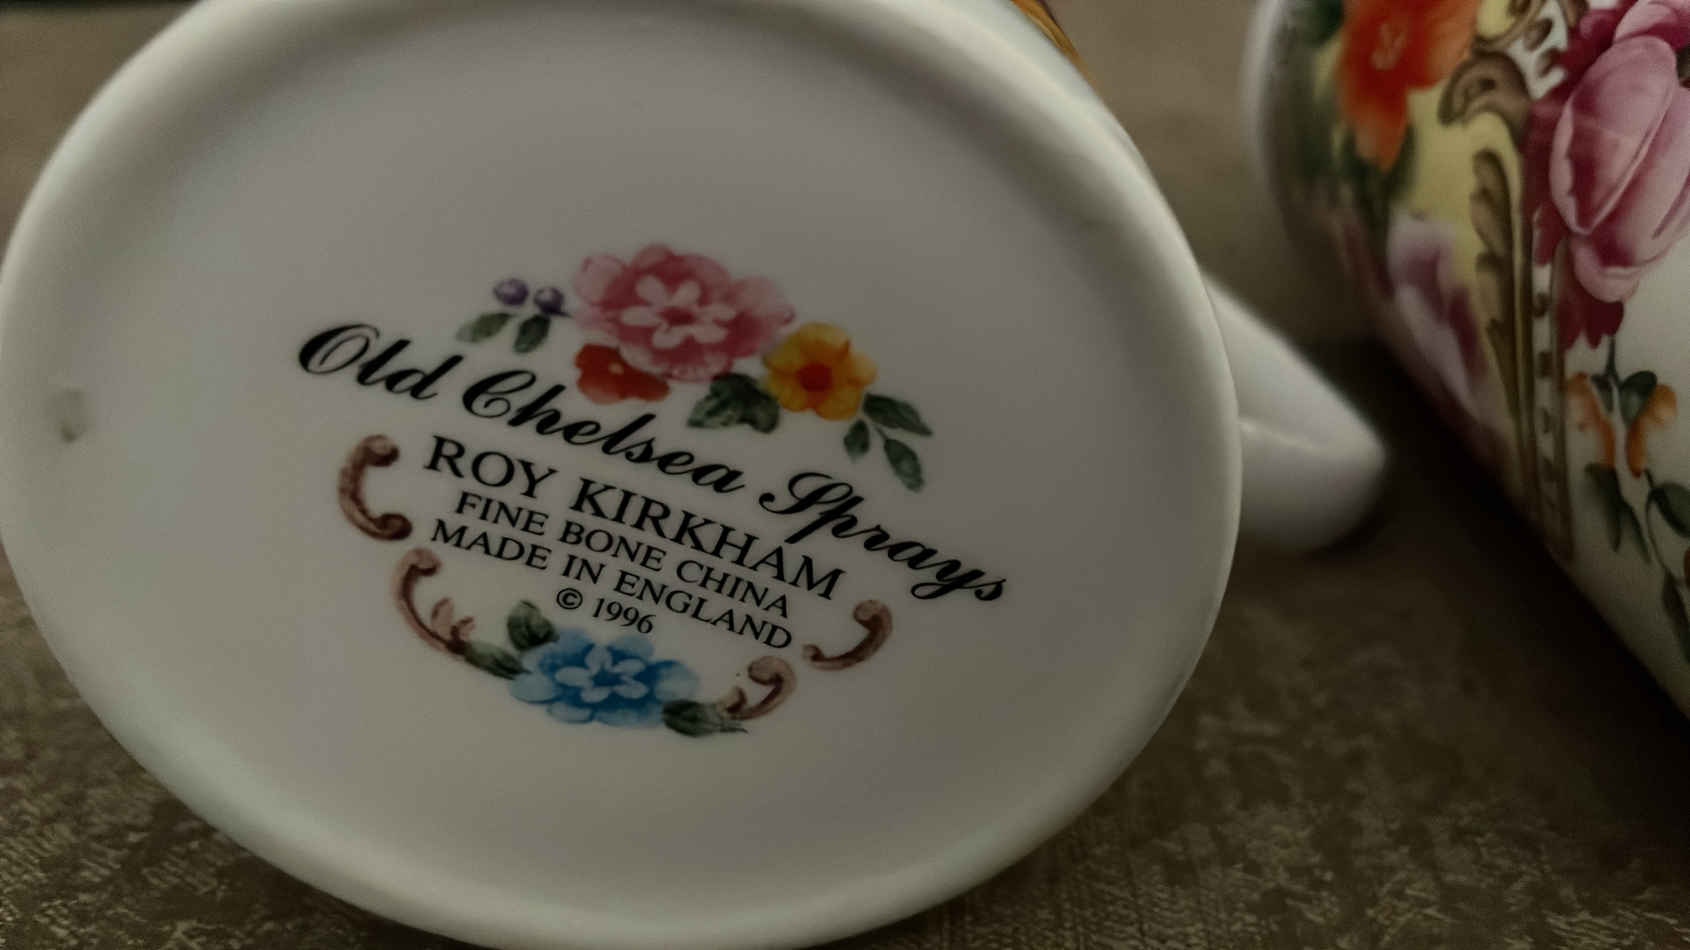 Old Chelsea Sprays
ROY KIRKHAM
FINE BONE CHINA
MADE IN ENGLAND
© 1996